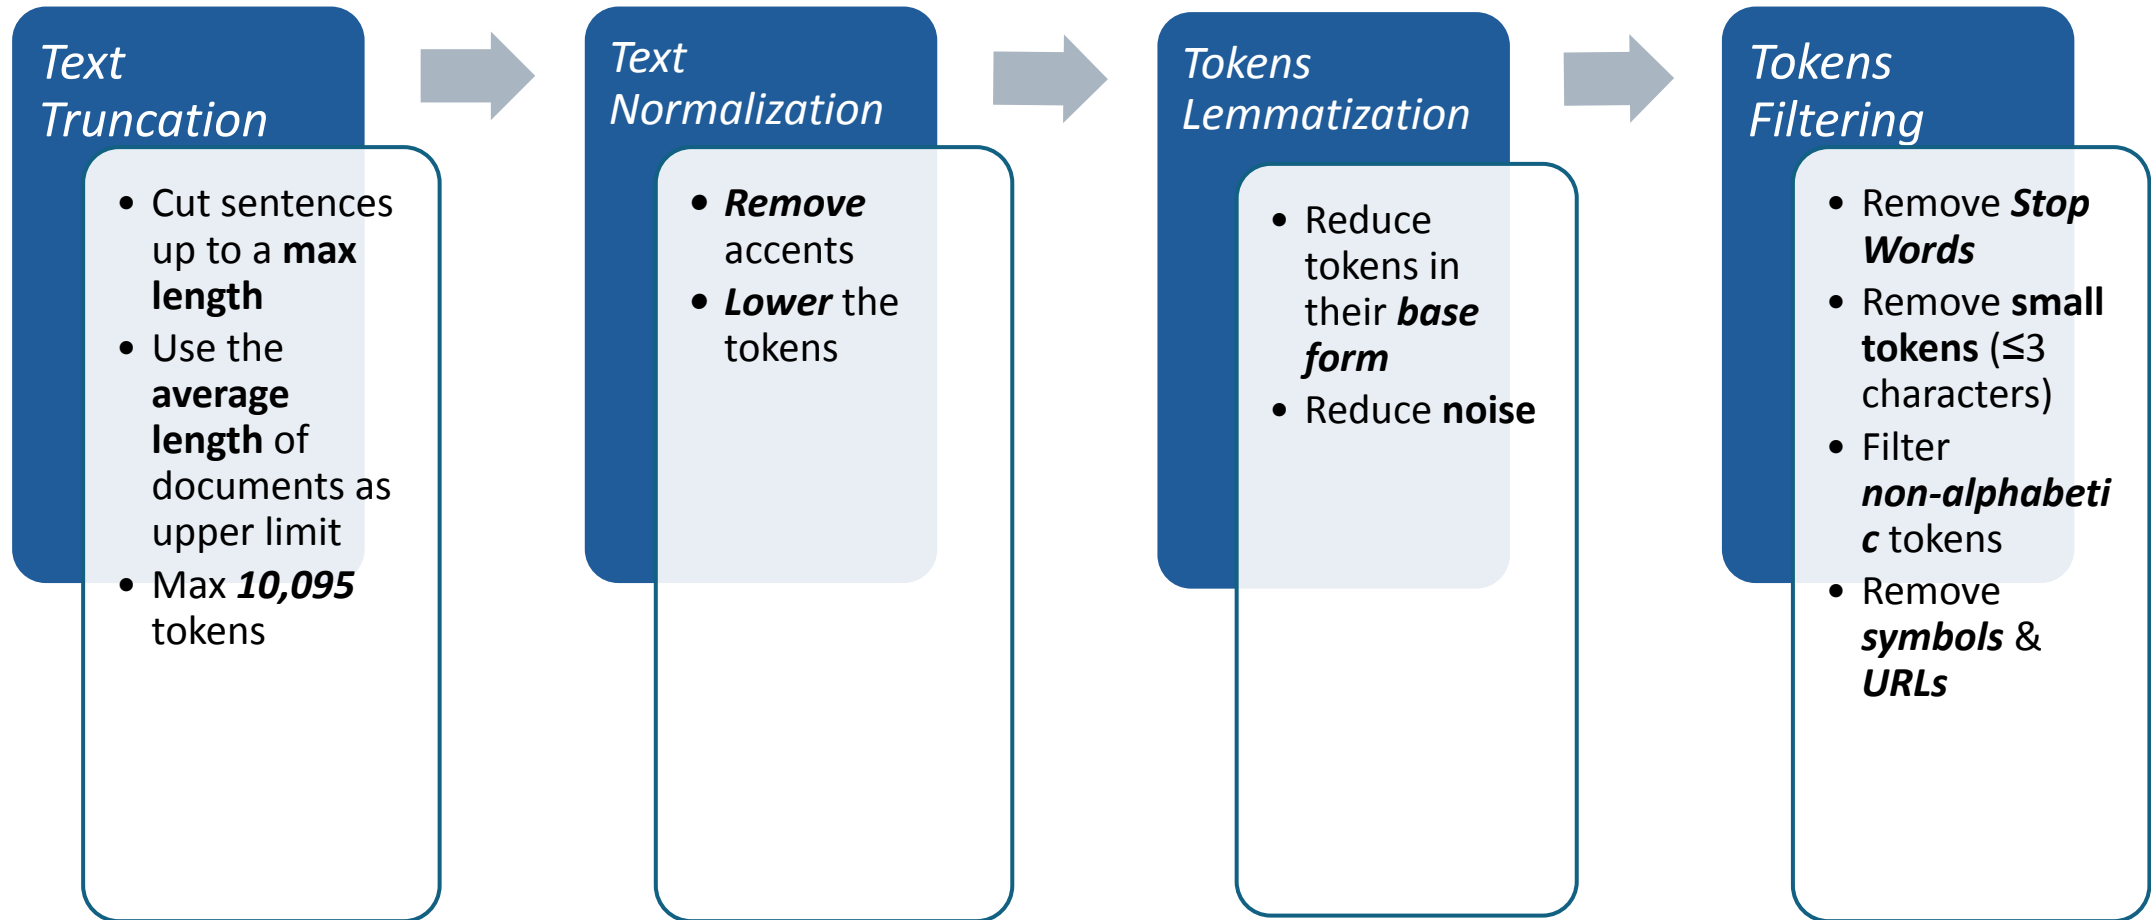 Text
Truncation
• Cut sentences
up to a max
length
• Use the
average
length of
documents as
upper limit
• Max 10,095
tokens
Text
Normalization
• Remove
accents
• Lower the
tokens
Tokens
Lemmatization
• Reduce
tokens in
their base
form
• Reduce noise
Tokens
Filtering
• Remove Stop
Words
• Remove small
tokens (≤3
characters)
• Filter
non-alphabeti
c tokens
• Remove
symbols &
URLs